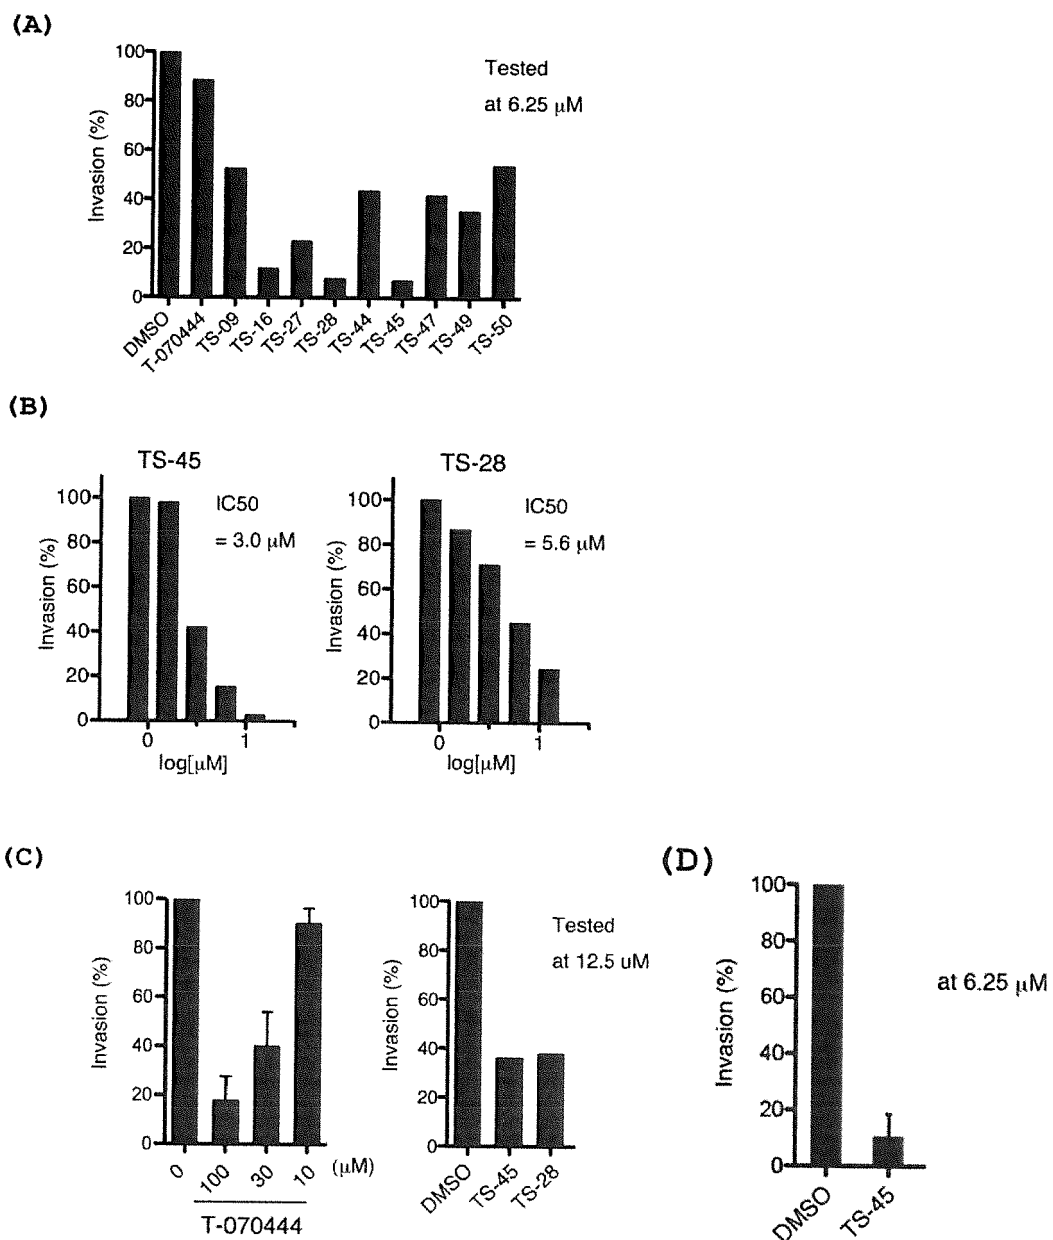 (A)
Invasion (%)
100
80
60
40
20
0
Tested
at 6.25 μM
DMSO
T-070444
TS-09
TS-16
TS-27
TS-28
TS-44
TS-45
TS-47
TS-49
TS-50
(B)
TS-45
Invasion (%)
100
80
60
40
20
0
IC50
= 3.0 μM
0
1
log[μM]
TS-28
Invasion (%)
100
80
60
40
20
0
IC50
= 5.6 μM
0
1
log[μM]
(C)
Invasion (%)
100
80
60
40
20
0
0
100
30
10
(μM)
T-070444
Invasion (%)
100
80
60
40
20
0
Tested
at 12.5 uM
DMSO
TS-45
TS-28
(D)
Invasion (%)
100
80
60
40
20
0
at 6.25 μM
DMSO
TS-45